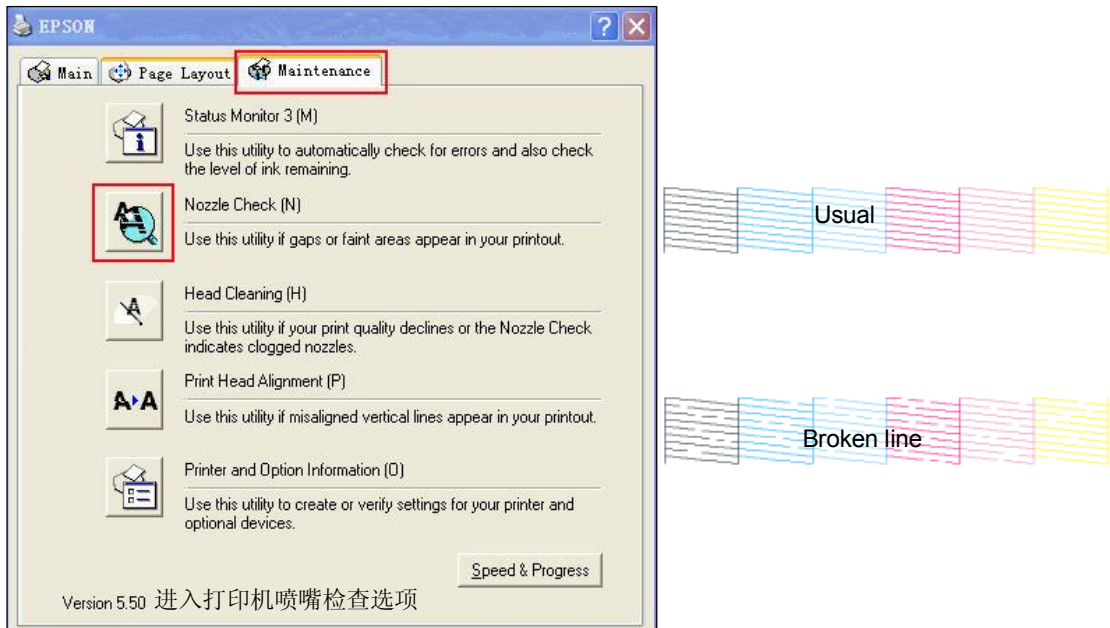 EPSON
Main Page Layout Maintenance
Status Monitor 3 (M)
Use this utility to automatically check for errors and also check
the level of ink remaining.
Nozzle Check (N)
Use this utility if gaps or faint areas appear in your printout.
Head Cleaning (H)
Use this utility if your print quality declines or the Nozzle Check
indicates clogged nozzles.
Print Head Alignment (P)
Use this utility if misaligned vertical lines appear in your printout.
Printer and Option Information (O)
Use this utility to create or verify settings for your printer and
optional devices.
Speed & Progress
Version 5.50 进入打印机喷嘴检查选项
Usual
Broken line